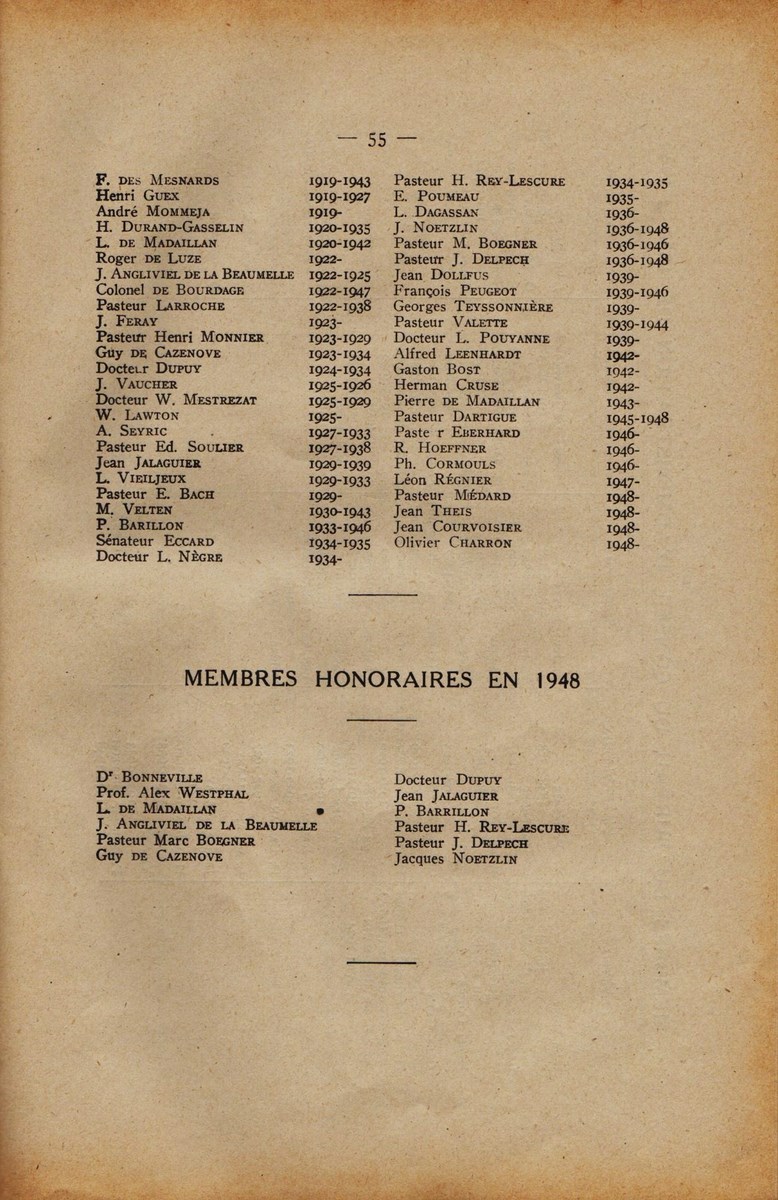 — 55 —
F. DES MESNARDS 1919-1943
Henri GUEX 1919-1927
André MOMMEJA 1919-
H. DURAND-GASSELIN 1920-1935
L. DE MADAILLAN 1920-1942
Roger DE LUZE 1922-
J. ANGLIVIEL DE LA BEAUMELLE 1922-1925
Colonel DE BOURDAGE 1922-1947
Pasteur LARROCHE 1922-1938
J. FERAY 1923-
Pasteur Henri MONNIER 1923-1929
Guy DE CAZENOVE 1923-1934
Docteur DUPUY 1924-1934
J. VAUCHER 1925-1926
Docteur W. MESTREZAT 1925-1929
W. LAWTON 1925-
A. SEYRIC 1927-1933
Pasteur Ed. SOULIER 1927-1938
Jean JALAGUIER 1929-1939
L. VIEILJEUX 1929-1933
Pasteur E. BACH 1929-
M. VELTEN 1930-1943
P. BARILLON 1933-1946
Sénateur ECCARD 1934-1935
Docteur L. NÈGRE 1934-
Pasteur H. REY-LESCURE 1934-1935
E. POUMEAU 1935-
L. DAGASSAN 1936-
J. NOETZLIN 1936-1948
Pasteur M. BOEGNER 1936-1946
Pasteur J. DELPECH 1936-1948
Jean DOLLFUS 1939-
François PEUGEOT 1939-1946
Georges TEYSSONNIÈRE 1939-
Pasteur VALETTE 1939-1944
Docteur L. POUYANNE 1939-
Alfred LEENHARDT 1942-
Gaston BOST 1942-
Herman CRUSE 1942-
Pierre DE MADAILLAN 1943-
Pasteur DARTIGUE 1945-1948
Paste r EBERHARD 1946-
R. HOEFFNER 1946-
Ph. CORMOULS 1946-
Léon RÉGNIER 1947-
Pasteur MÉDARD 1948-
Jean THEIS 1948-
Jean COURVOISIER 1948-
Olivier CHARRON 1948-
MEMBRES HONORAIRES EN 1948
Dr BONNEVILLE
Prof. Alex WESTPHAL
L. DE MADAILLAN
J. ANGLIVIEL DE LA BEAUMELLE
Pasteur Marc BOEGNER
Guy DE CAZENOVE
Docteur DUPUY
Jean JALAGUIER
P. BARRILLON
Pasteur H. REY-LESCURE
Pasteur J. DELPECH
Jacques NOETZLIN